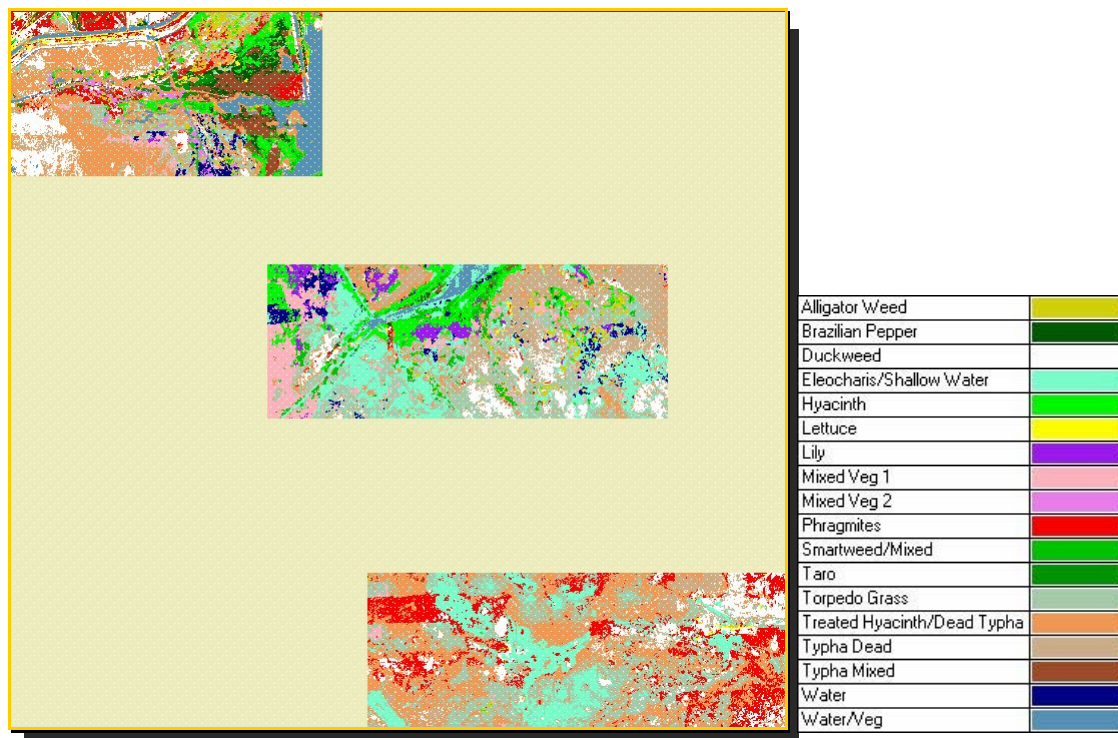 Alligator Weed
Brazilian Pepper
Duckweed
Eleocharis/Shallow Water
Hyacinth
Lettuce
Lily
Mixed Veg 1
Mixed Veg 2
Phragmites
Smartweed/Mixed
Taro
Torpedo Grass
Treated Hyacinth/Dead Typha
Typha Dead
Typha Mixed
Water
Water/Veg